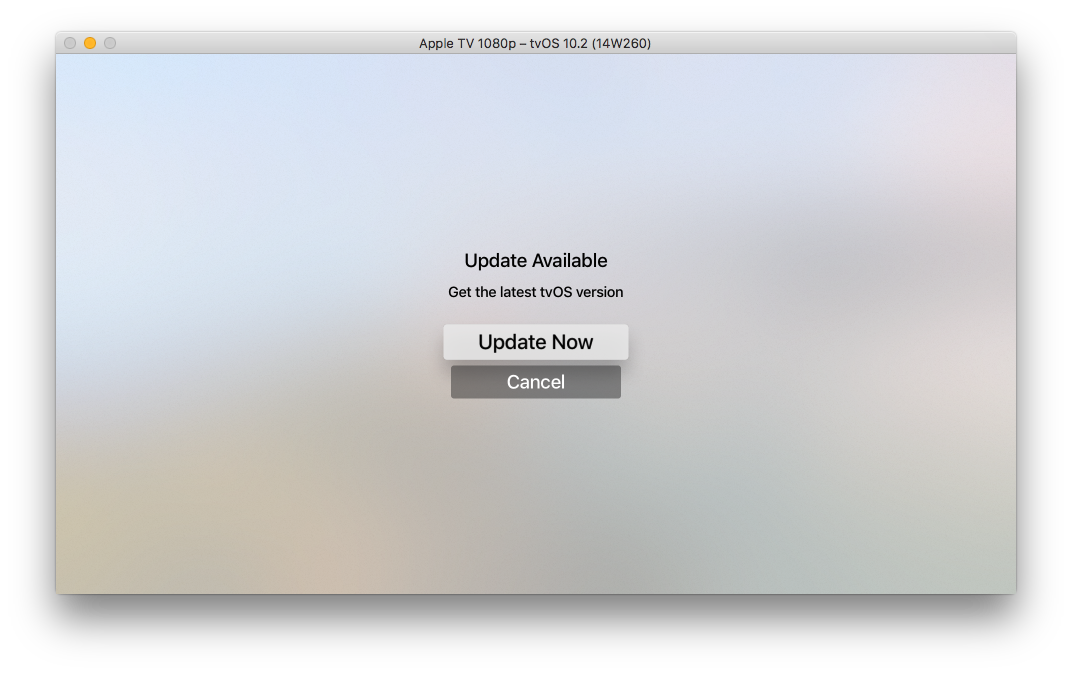 Apple TV 1080p – tvOS 10.2 (14W260)
Update Available
Get the latest tvOS version
Update Now
Cancel